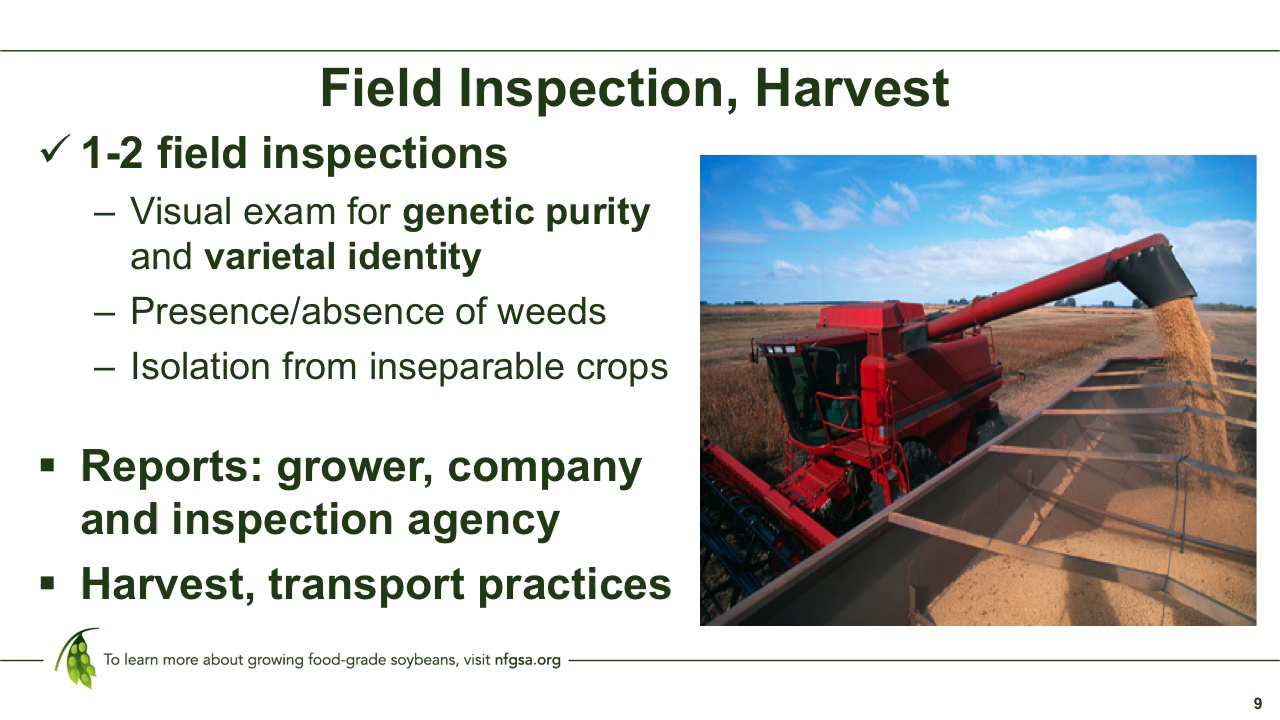 Field Inspection, Harvest
✓ 1-2 field inspections
– Visual exam for genetic purity
and varietal identity
– Presence/absence of weeds
– Isolation from inseparable crops
▪ Reports: grower, company
and inspection agency
▪ Harvest, transport practices
To learn more about growing food-grade soybeans, visit nfgsa.org
9